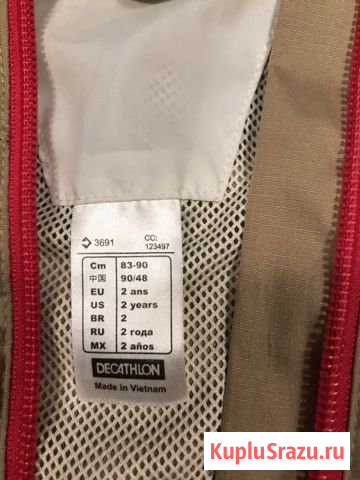 3691 CC: 123497
Cm 83-90
中国 90/48
EU 2 ans
US 2 years
BR 2
RU 2 года
MX 2 años
DECATHLON
Made in Vietnam
KupluSrazu.ru